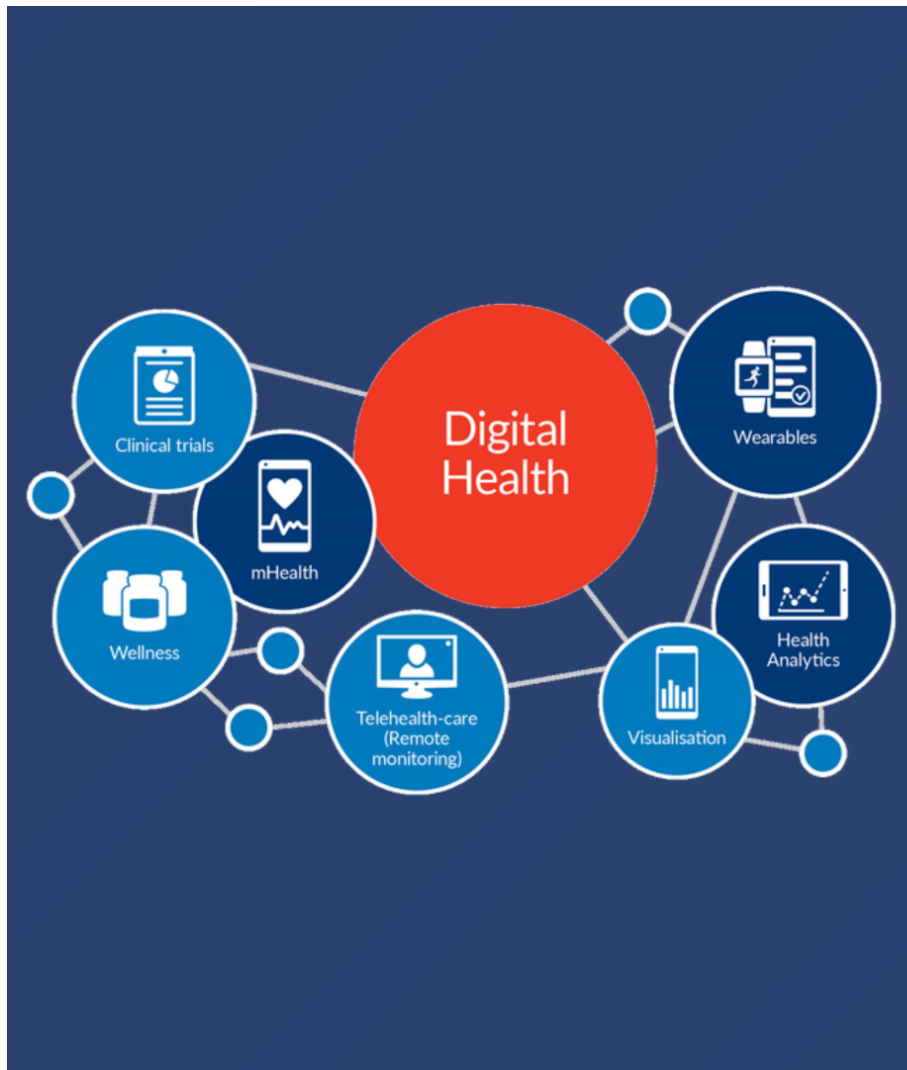 Digital
Health
Clinical trials
Wearables
mHealth
Wellness
Health
Analytics
Telehealth-care
(Remote
monitoring)
Visualisation